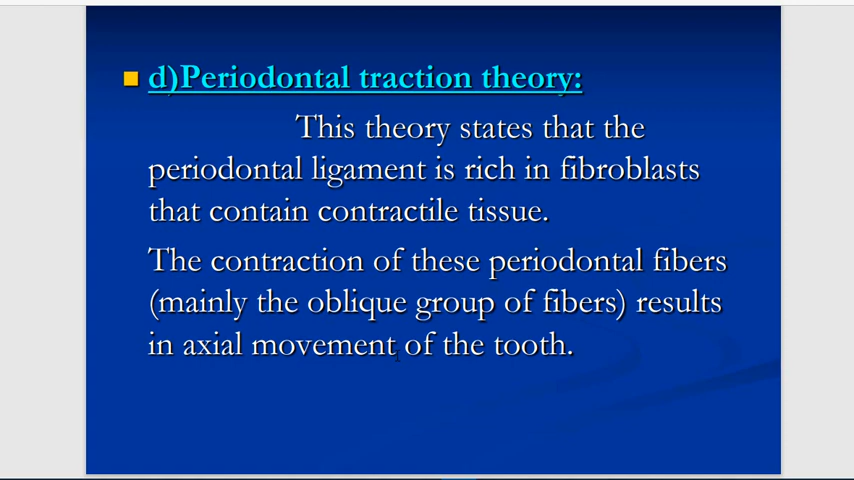 d)Periodontal traction theory:
This theory states that the
periodontal ligament is rich in fibroblasts
that contain contractile tissue.
The contraction of these periodontal fibers
(mainly the oblique group of fibers) results
in axial movement of the tooth.